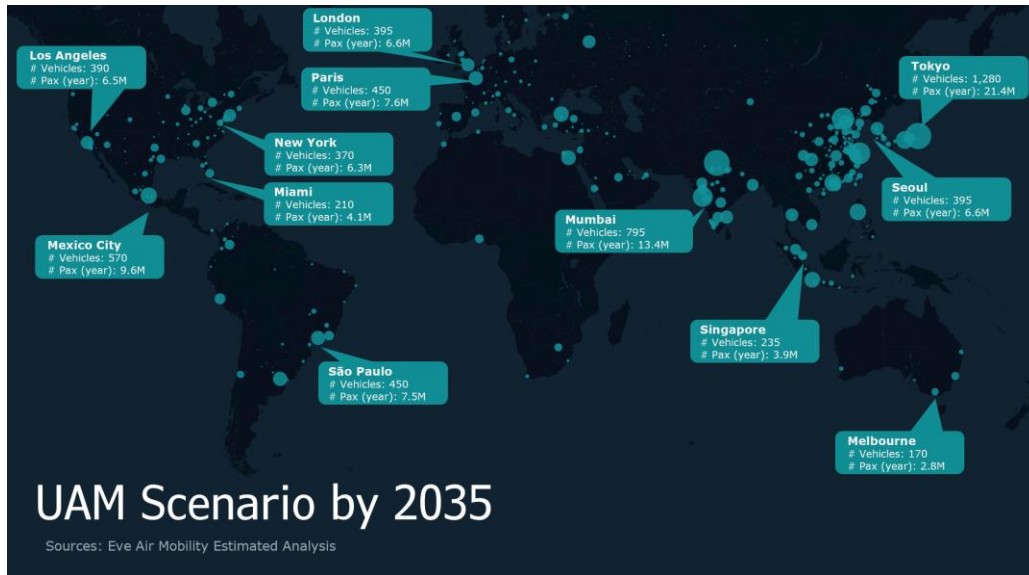 London
# Vehicles: 395
# Pax (year): 6.6M
Los Angeles
# Vehicles: 390
# Pax (year): 6.5M
Paris
# Vehicles: 450
# Pax (year): 7.6M
Tokyo
# Vehicles: 1,280
# Pax (year): 21.4M
New York
# Vehicles: 370
# Pax (year): 6.3M
Miami
# Vehicles: 210
# Pax (year): 4.1M
Seoul
# Vehicles: 395
# Pax (year): 6.6M
Mumbai
# Vehicles: 795
# Pax (year): 13.4M
Mexico City
# Vehicles: 570
# Pax (year): 9.6M
Singapore
# Vehicles: 235
# Pax (year): 3.9M
São Paulo
# Vehicles: 450
# Pax (year): 7.5M
Melbourne
# Vehicles: 170
# Pax (year): 2.8M
UAM Scenario by 2035
Sources: Eve Air Mobility Estimated Analysis